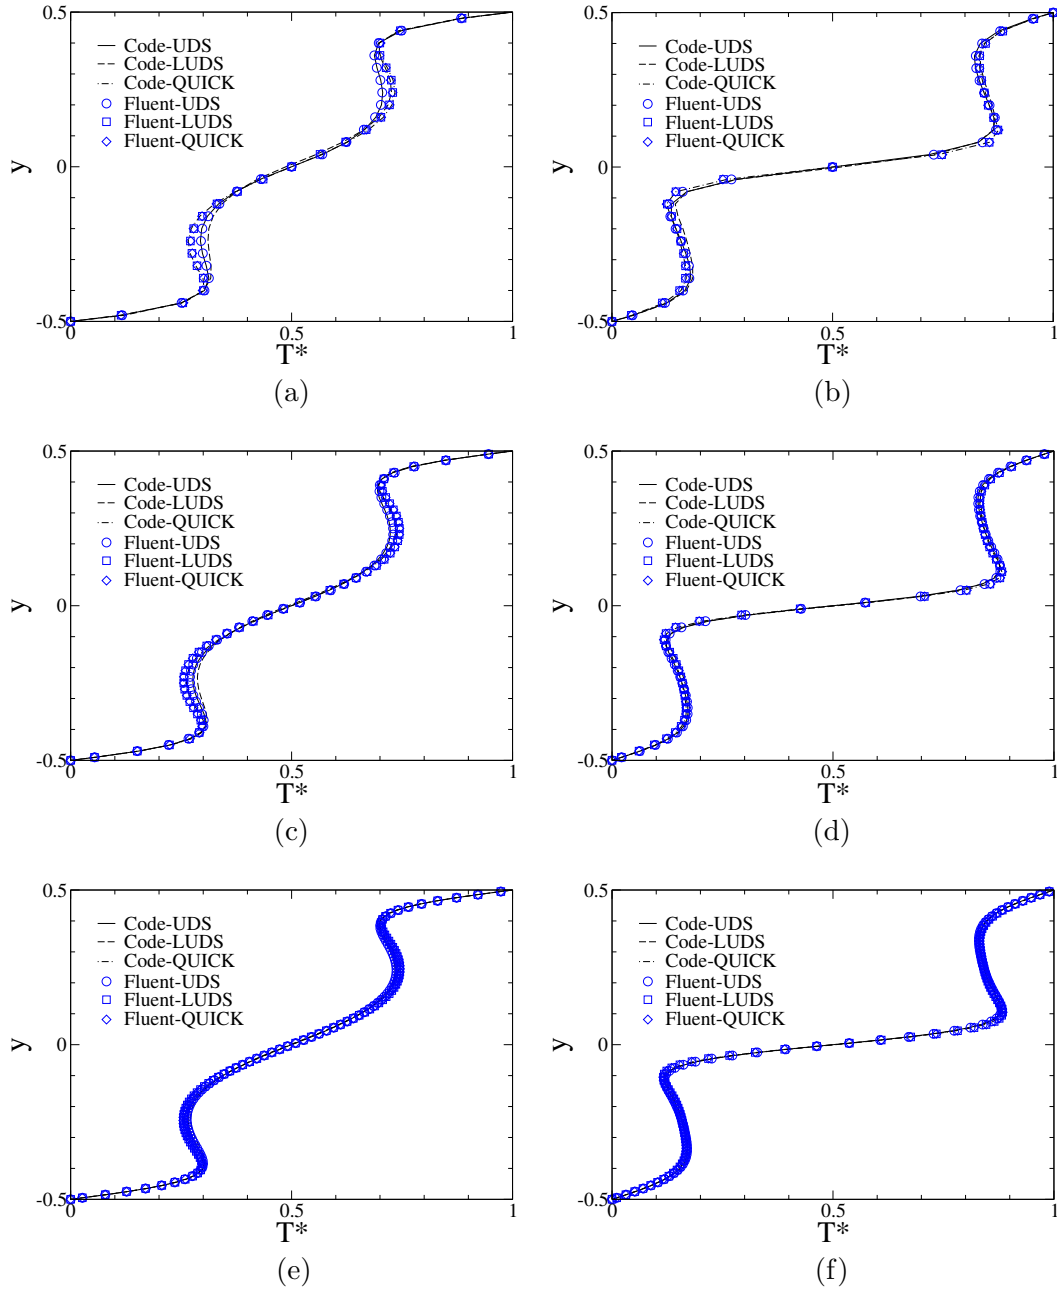 0.5
Code-UDS
Code-LUDS
Code-QUICK
Fluent-UDS
Fluent-LUDS
Fluent-QUICK
y
0
-0.5
0
0.5
1
T*
(a)
0.5
Code-UDS
Code-LUDS
Code-QUICK
Fluent-UDS
Fluent-LUDS
Fluent-QUICK
y
0
-0.5
0
0.5
1
T*
(b)
0.5
Code-UDS
Code-LUDS
Code-QUICK
Fluent-UDS
Fluent-LUDS
Fluent-QUICK
y
0
-0.5
0
0.5
1
T*
(c)
0.5
Code-UDS
Code-LUDS
Code-QUICK
Fluent-UDS
Fluent-LUDS
Fluent-QUICK
y
0
-0.5
0
0.5
1
T*
(d)
0.5
Code-UDS
Code-LUDS
Code-QUICK
Fluent-UDS
Fluent-LUDS
Fluent-QUICK
y
0
-0.5
0
0.5
1
T*
(e)
0.5
Code-UDS
Code-LUDS
Code-QUICK
Fluent-UDS
Fluent-LUDS
Fluent-QUICK
y
0
-0.5
0
0.5
1
T*
(f)